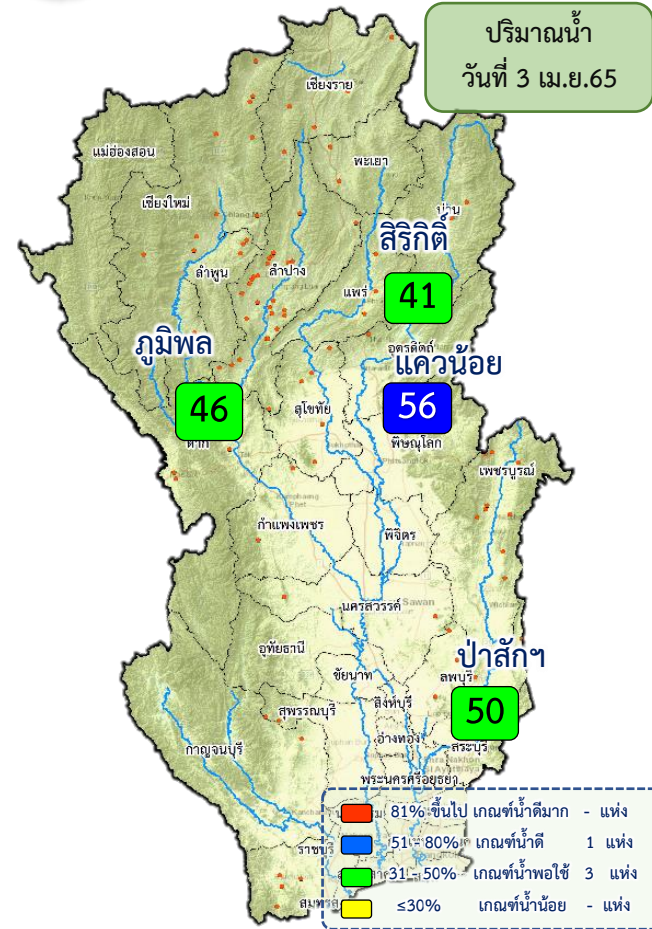 ปริมาณน้ำ
วันที่ 3 เม.ย.65
เชียงราย
แม่ฮ่องสอน
พะเยา
เชียงใหม่
น่าน
สิริกิติ์
ลำพูน
ลำปาง
แพร่
41
ภูมิพล
อุตรดิตถ์
แควน้อย
46
สุโขทัย
56
ตาก
พิษณุโลก
เพชรบูรณ์
กำแพงเพชร
พิจิตร
นครสวรรค์
อุทัยธานี
ป่าสักฯ
ชัยนาท
ลพบุรี
สุพรรณบุรี
สิงห์บุรี
50
กาญจนบุรี
อ่างทอง
สระบุรี
พระนครศรีอยุธยา
81% ขึ้นไป เกณฑ์น้ำดีมาก - แห่ง
51 - 80% เกณฑ์น้ำดี 1 แห่ง
ราชบุรี
31 - 50% เกณฑ์น้ำพอใช้ 3 แห่ง
≤30% เกณฑ์น้ำน้อย - แห่ง